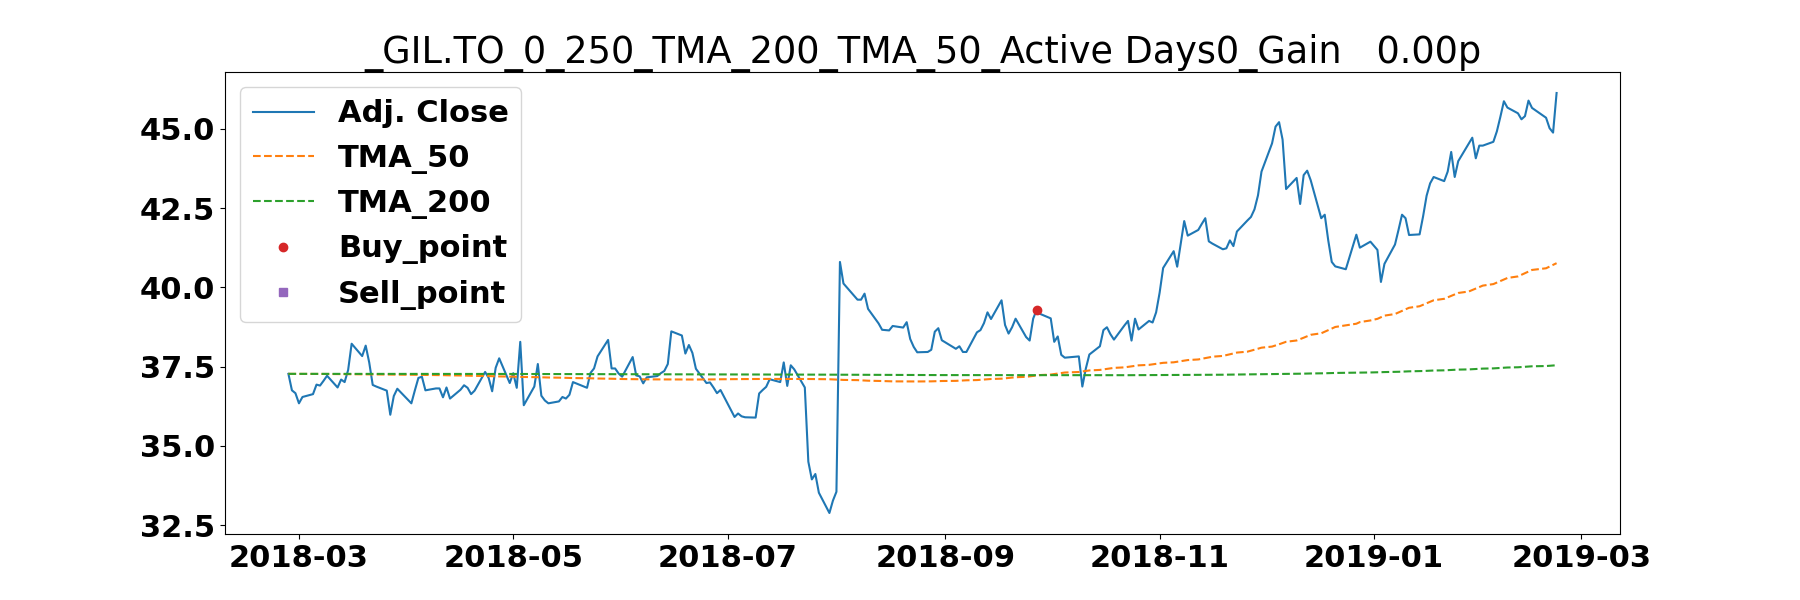 _GIL.TO_0_250_TMA_200_TMA_50_Active Days0_Gain   0.00p
Adj. Close
TMA_50
TMA_200
Buy_point
Sell_point
45.0
42.5
40.0
37.5
35.0
32.5
2018-03 2018-05 2018-07 2018-09 2018-11 2019-01 2019-03